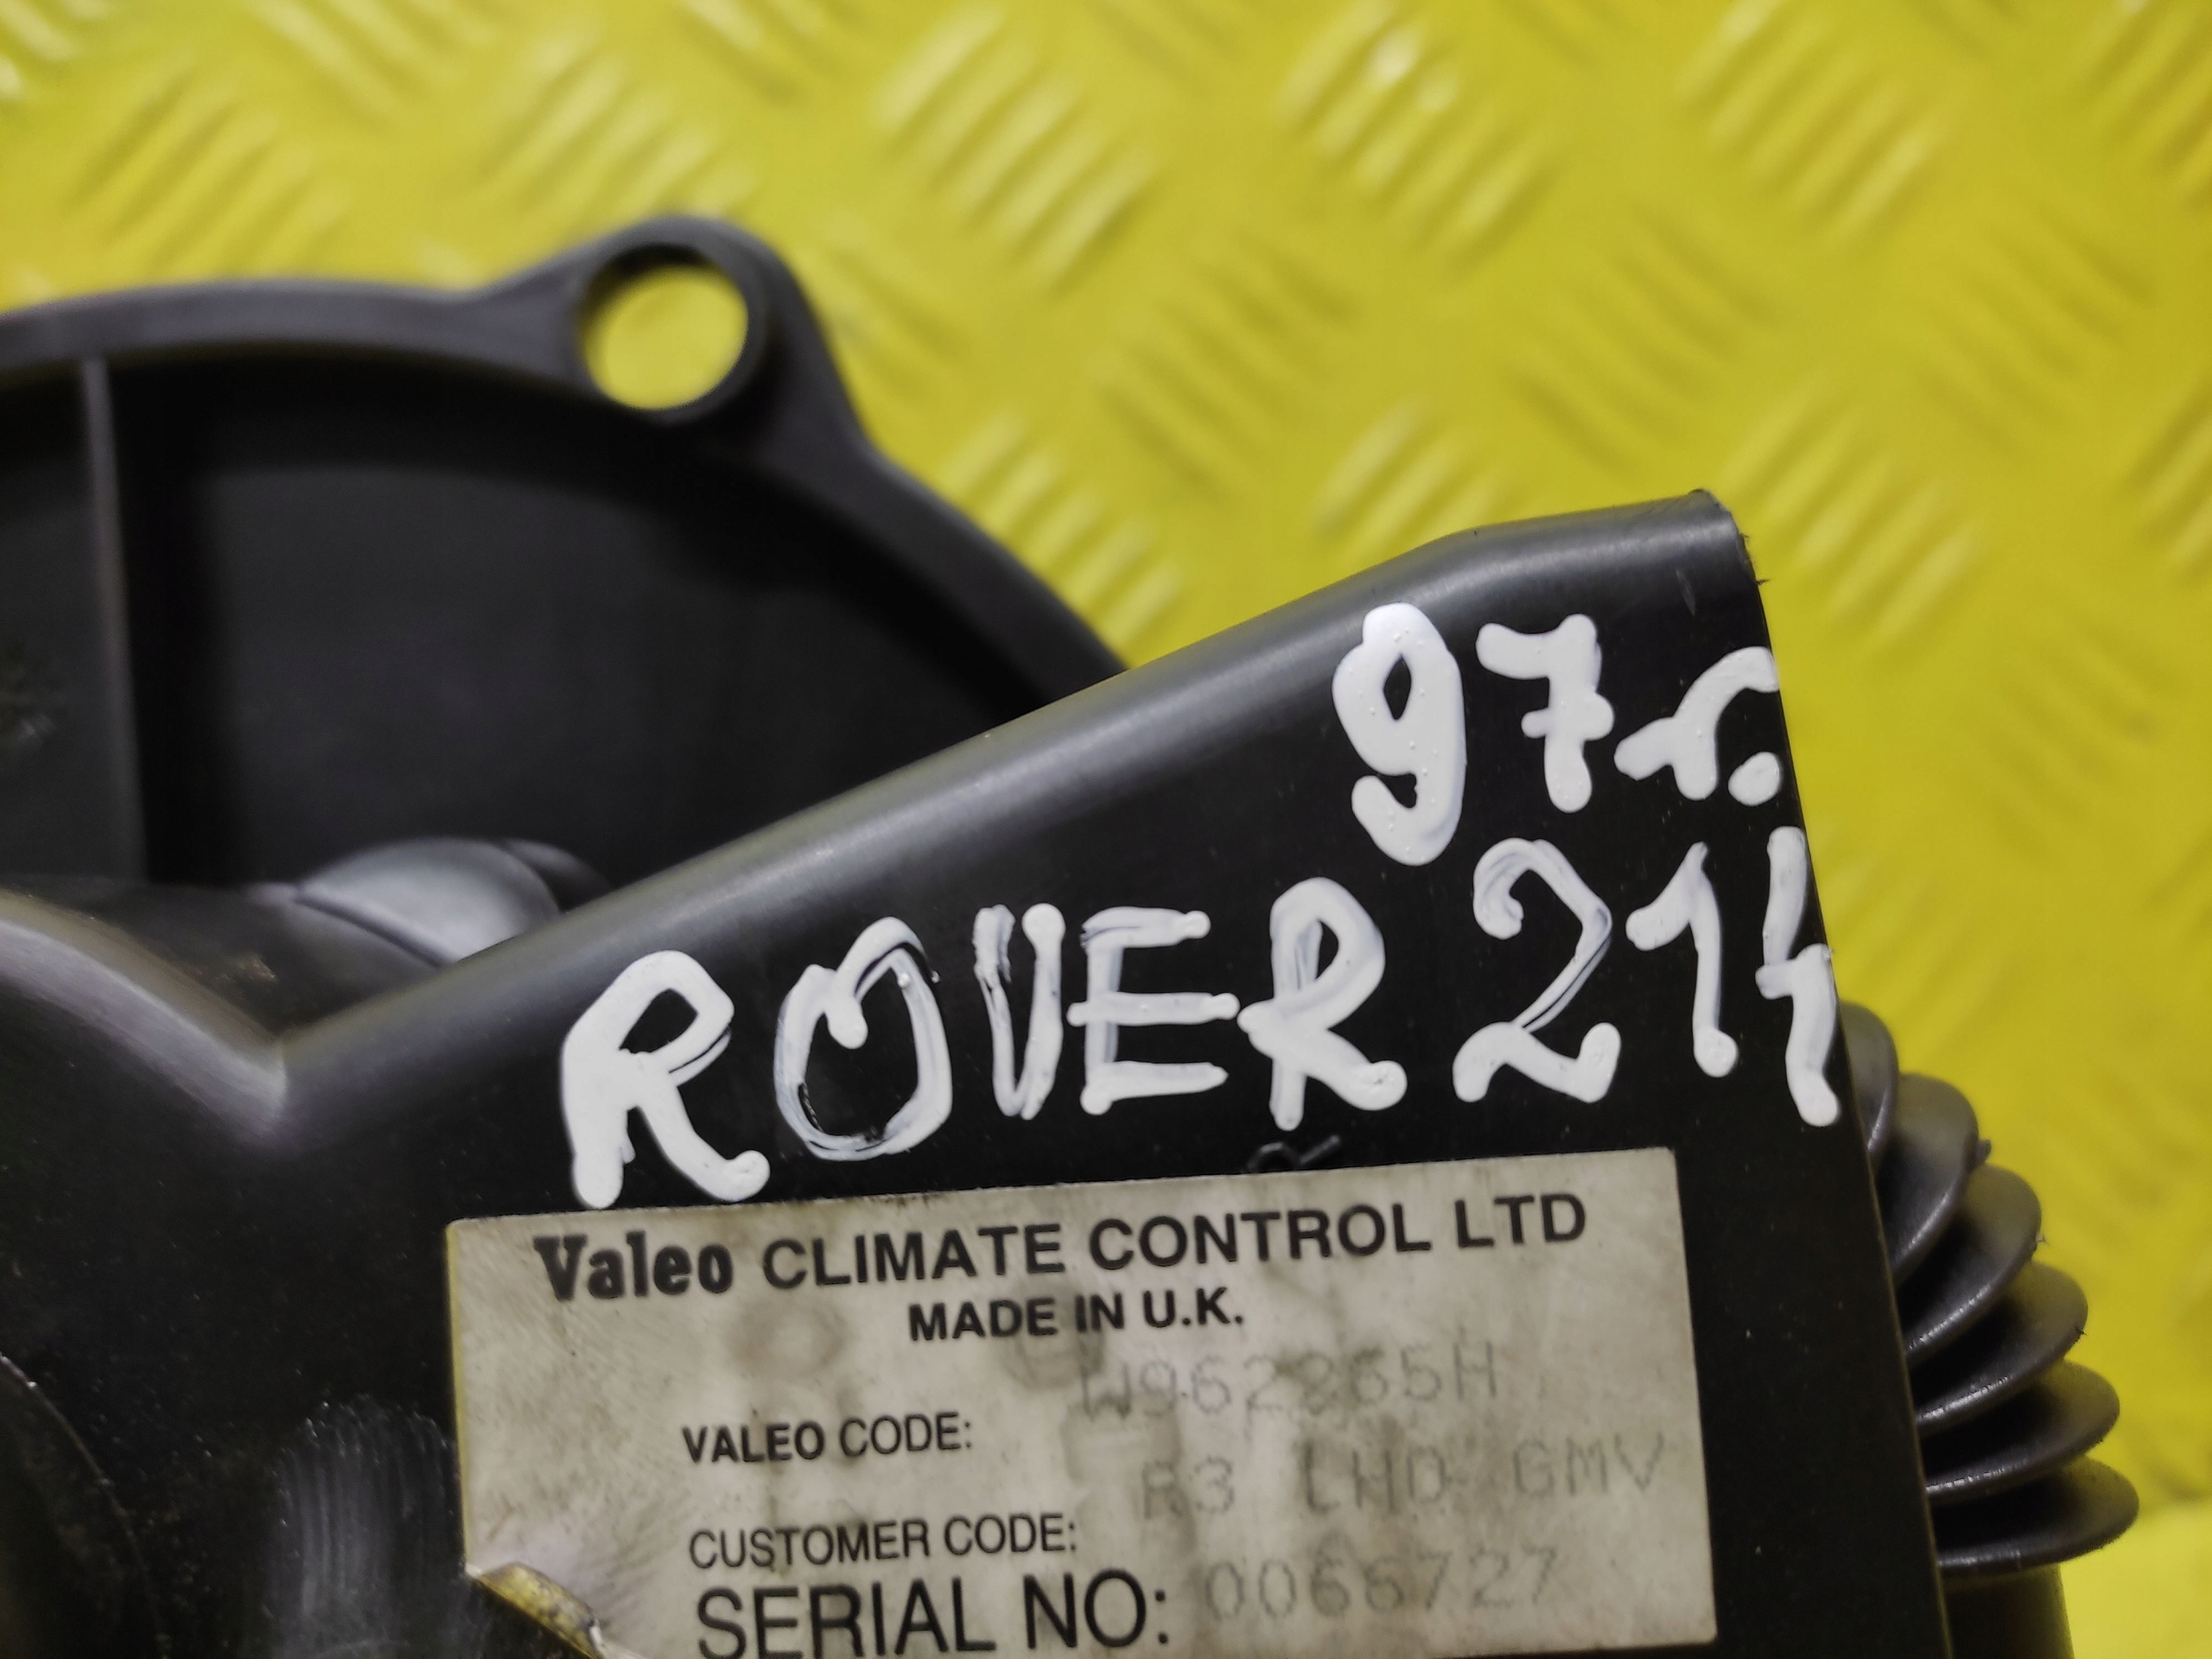 97г.
ROVER 214
Valeo CLIMATE CONTROL LTD
MADE IN U.K.
W962265H
VALEO CODE:
R3 LHD GMV
CUSTOMER CODE:
SERIAL NO: 0066727